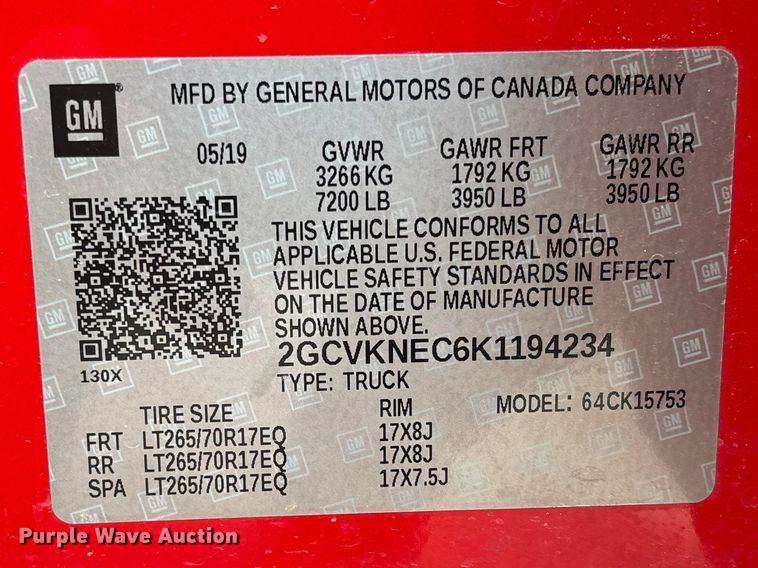 GM
MFD BY GENERAL MOTORS OF CANADA COMPANY
05/19 GVWR GAWR FRT GAWR RR
3266 KG 1792 KG 1792 KG
7200 LB 3950 LB 3950 LB
THIS VEHICLE CONFORMS TO ALL
APPLICABLE U.S. FEDERAL MOTOR
VEHICLE SAFETY STANDARDS IN EFFECT
ON THE DATE OF MANUFACTURE
SHOWN ABOVE.
2GCVKNEC6K1194234
130X
TYPE: TRUCK
TIRE SIZE RIM MODEL: 64CK15753
FRT LT265/70R17EQ 17X8J
RR LT265/70R17EQ 17X8J
SPA LT265/70R17EQ 17X7.5J
Purple Wave Auction